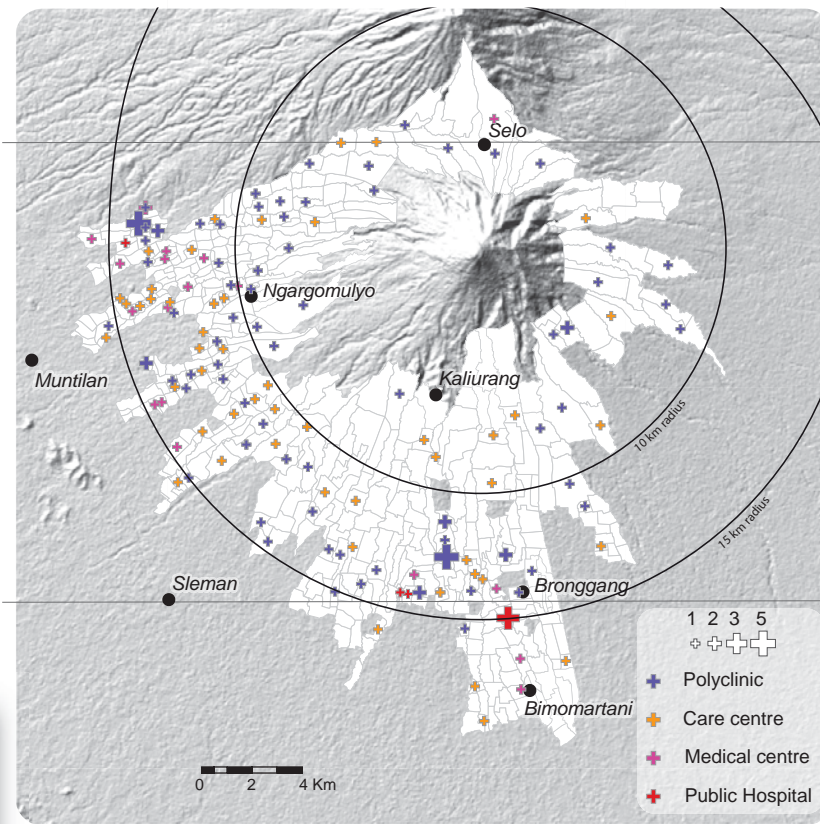 Selo
Ngargomulyo
Muntilan
Kaliurang
10 km radius
15 km radius
Sleman
Bronggang
Bimomartani
1 2 3 5
Polyclinic
Care centre
Medical centre
Public Hospital
0 2 4 Km